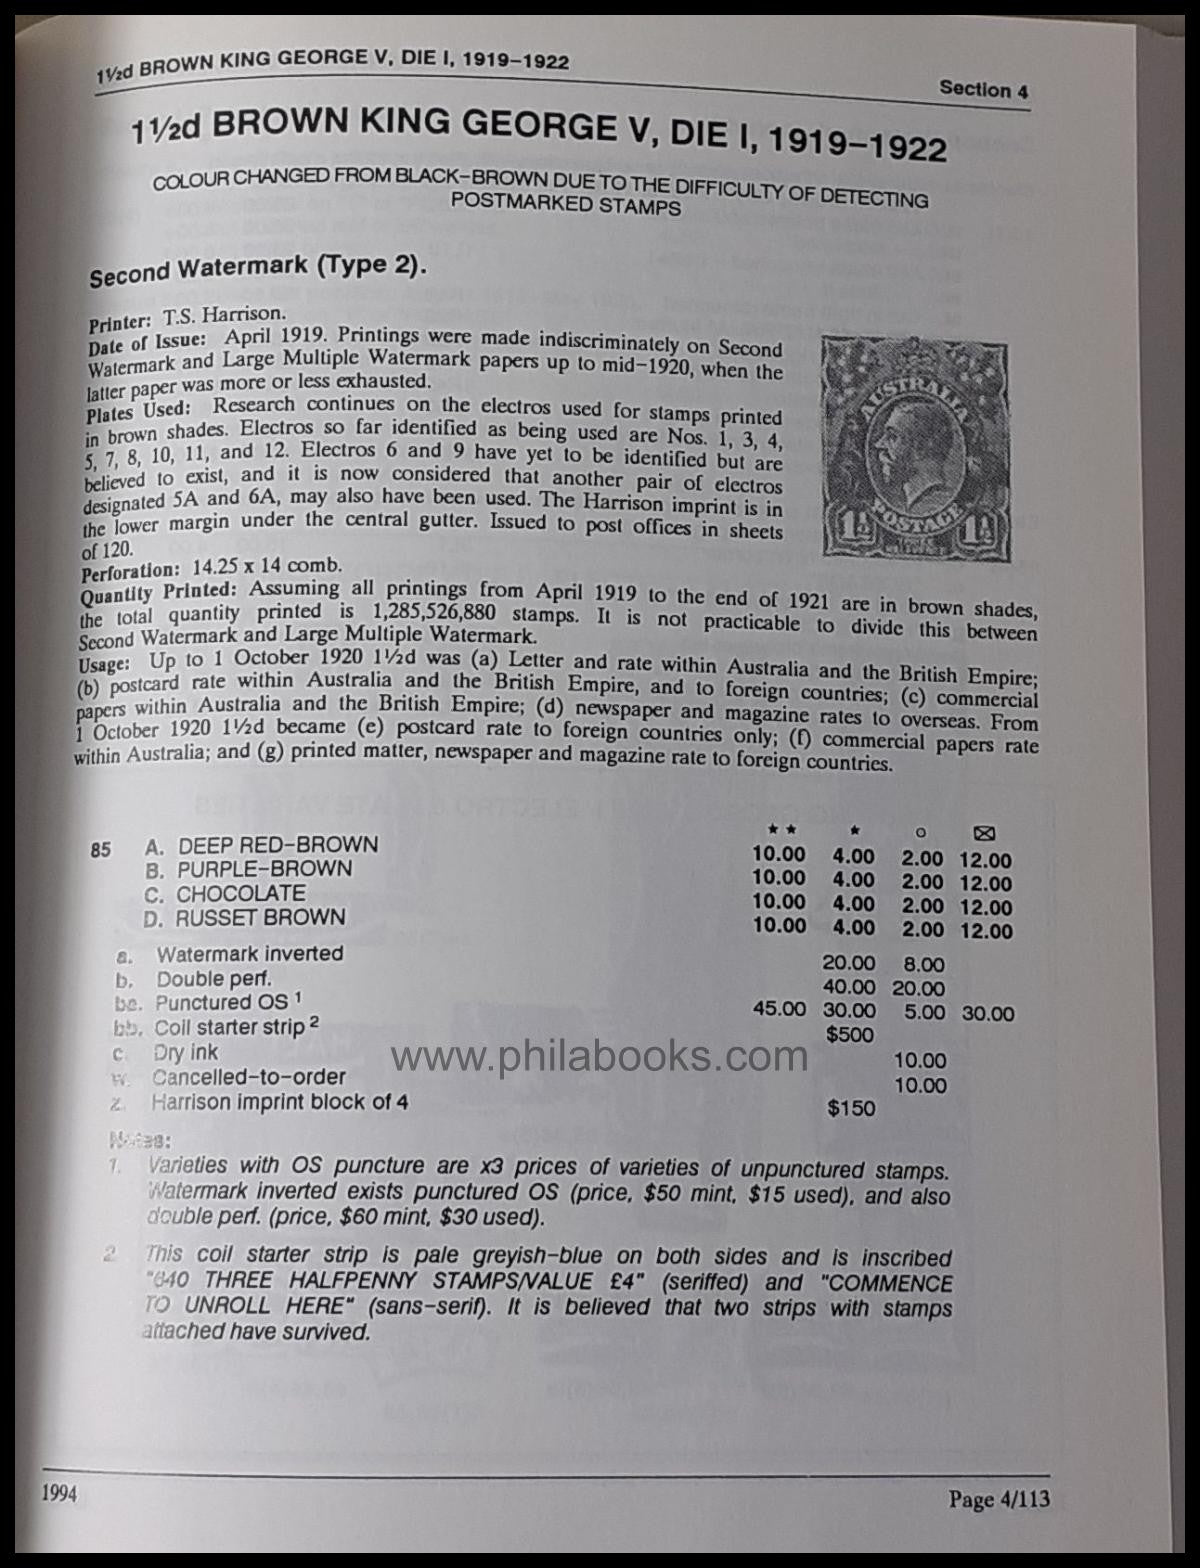 1½d BROWN KING GEORGE V, DIE I, 1919–1922
Section 4
1½d BROWN KING GEORGE V, DIE I, 1919–1922
COLOUR CHANGED FROM BLACK–BROWN DUE TO THE DIFFICULTY OF DETECTING
POSTMARKED STAMPS
Second Watermark (Type 2).
Printer: T.S. Harrison.
Date of Issue: April 1919. Printings were made indiscriminately on Second
Watermark and Large Multiple Watermark papers up to mid–1920, when the
latter paper was more or less exhausted.
Plates Used: Research continues on the electros used for stamps printed
in brown shades. Electros so far identified as being used are Nos. 1, 3, 4,
5, 7, 8, 10, 11, and 12. Electros 6 and 9 have yet to be identified but are
believed to exist, and it is now considered that another pair of electros
designated 5A and 6A, may also have been used. The Harrison imprint is in
the lower margin under the central gutter. Issued to post offices in sheets
of 120.
AUSTRALIA
POSTAGE
1½d 1½d
Perforation: 14.25 x 14 comb.
Quantity Printed: Assuming all printings from April 1919 to the end of 1921 are in brown shades,
the total quantity printed is 1,285,526,880 stamps. It is not practicable to divide this between
Second Watermark and Large Multiple Watermark.
Usage: Up to 1 October 1920 1½d was (a) Letter and rate within Australia and the British Empire;
(b) postcard rate within Australia and the British Empire, and to foreign countries; (c) commercial
papers within Australia and the British Empire; (d) newspaper and magazine rates to overseas. From
1 October 1920 1½d became (e) postcard rate to foreign countries only; (f) commercial papers rate
within Australia; and (g) printed matter, newspaper and magazine rate to foreign countries.
★★ ★ ○ ⊠
85 A. DEEP RED–BROWN 10.00 4.00 2.00 12.00
B. PURPLE–BROWN 10.00 4.00 2.00 12.00
C. CHOCOLATE 10.00 4.00 2.00 12.00
D. RUSSET BROWN 10.00 4.00 2.00 12.00
a. Watermark inverted 20.00 8.00
b. Double perf. 40.00 20.00
ba. Punctured OS 1 45.00 30.00 5.00 30.00
bb. Coil starter strip 2 $500
c. Dry ink 10.00
w. Cancelled–to–order 10.00
z. Harrison imprint block of 4 $150
www.philabooks.com
Notes:
1. Varieties with OS puncture are x3 prices of varieties of unpunctured stamps.
Watermark inverted exists punctured OS (price, $50 mint, $15 used), and also
double perf. (price, $60 mint, $30 used).
2 This coil starter strip is pale greyish–blue on both sides and is inscribed
"640 THREE HALFPENNY STAMPS/VALUE £4" (seriffed) and "COMMENCE
TO UNROLL HERE" (sans–serif). It is believed that two strips with stamps
attached have survived.
1994
Page 4/113